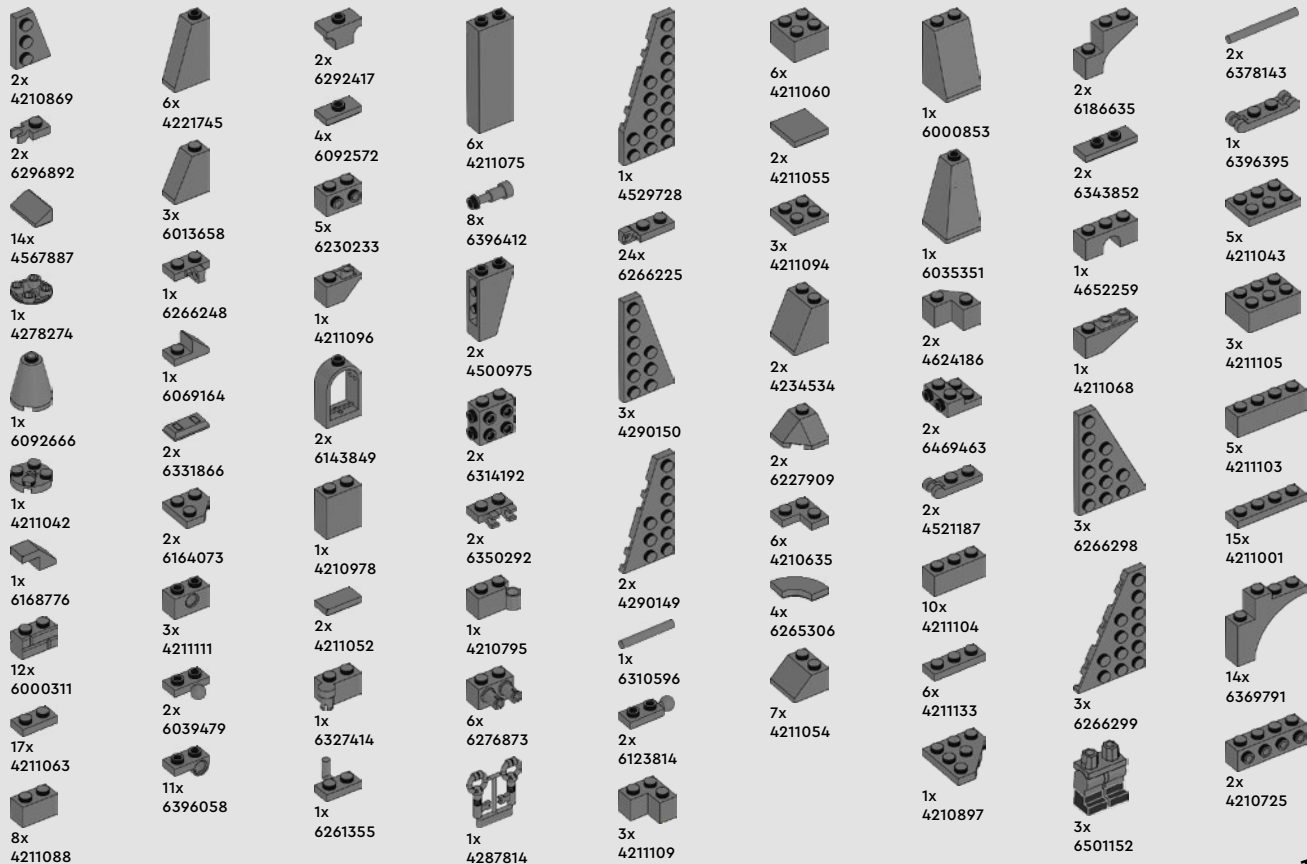 2x
4210869
2x
6296892
14x
4567887
1x
4278274
1x
6092666
1x
4211042
1x
6168776
12x
6000311
17x
4211063
8x
4211088
6x
4221745
3x
6013658
1x
6266248
1x
6069164
2x
6331866
2x
6164073
3x
4211111
2x
6039479
11x
6396058
2x
6292417
4x
6092572
5x
6230233
1x
4211096
2x
6143849
1x
4210978
2x
4211052
1x
6327414
1x
6261355
6x
4211075
8x
6396412
2x
4500975
2x
6314192
2x
6350292
1x
4210795
6x
6276873
1x
4287814
1x
4529728
24x
6266225
3x
4290150
2x
4290149
1x
6310596
2x
6123814
3x
4211109
6x
4211060
2x
4211055
3x
4211094
2x
4234534
2x
6227909
6x
4210635
4x
6265306
7x
4211054
1x
6000853
1x
6035351
2x
4624186
2x
6469463
2x
4521187
10x
4211104
6x
4211133
1x
4210897
2x
6186635
2x
6343852
1x
4652259
1x
4211068
3x
6266298
3x
6266299
3x
6501152
2x
6378143
1x
6396395
5x
4211043
3x
4211105
5x
4211103
15x
4211001
14x
6369791
2x
4210725